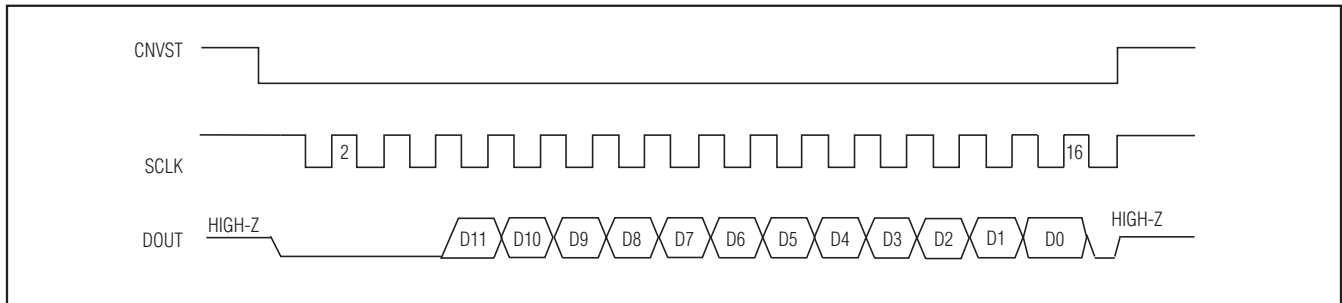 CNVST
SCLK
2
16
DOUT
HIGH-Z
D11 D10 D9 D8 D7 D6 D5 D4 D3 D2 D1 D0
HIGH-Z